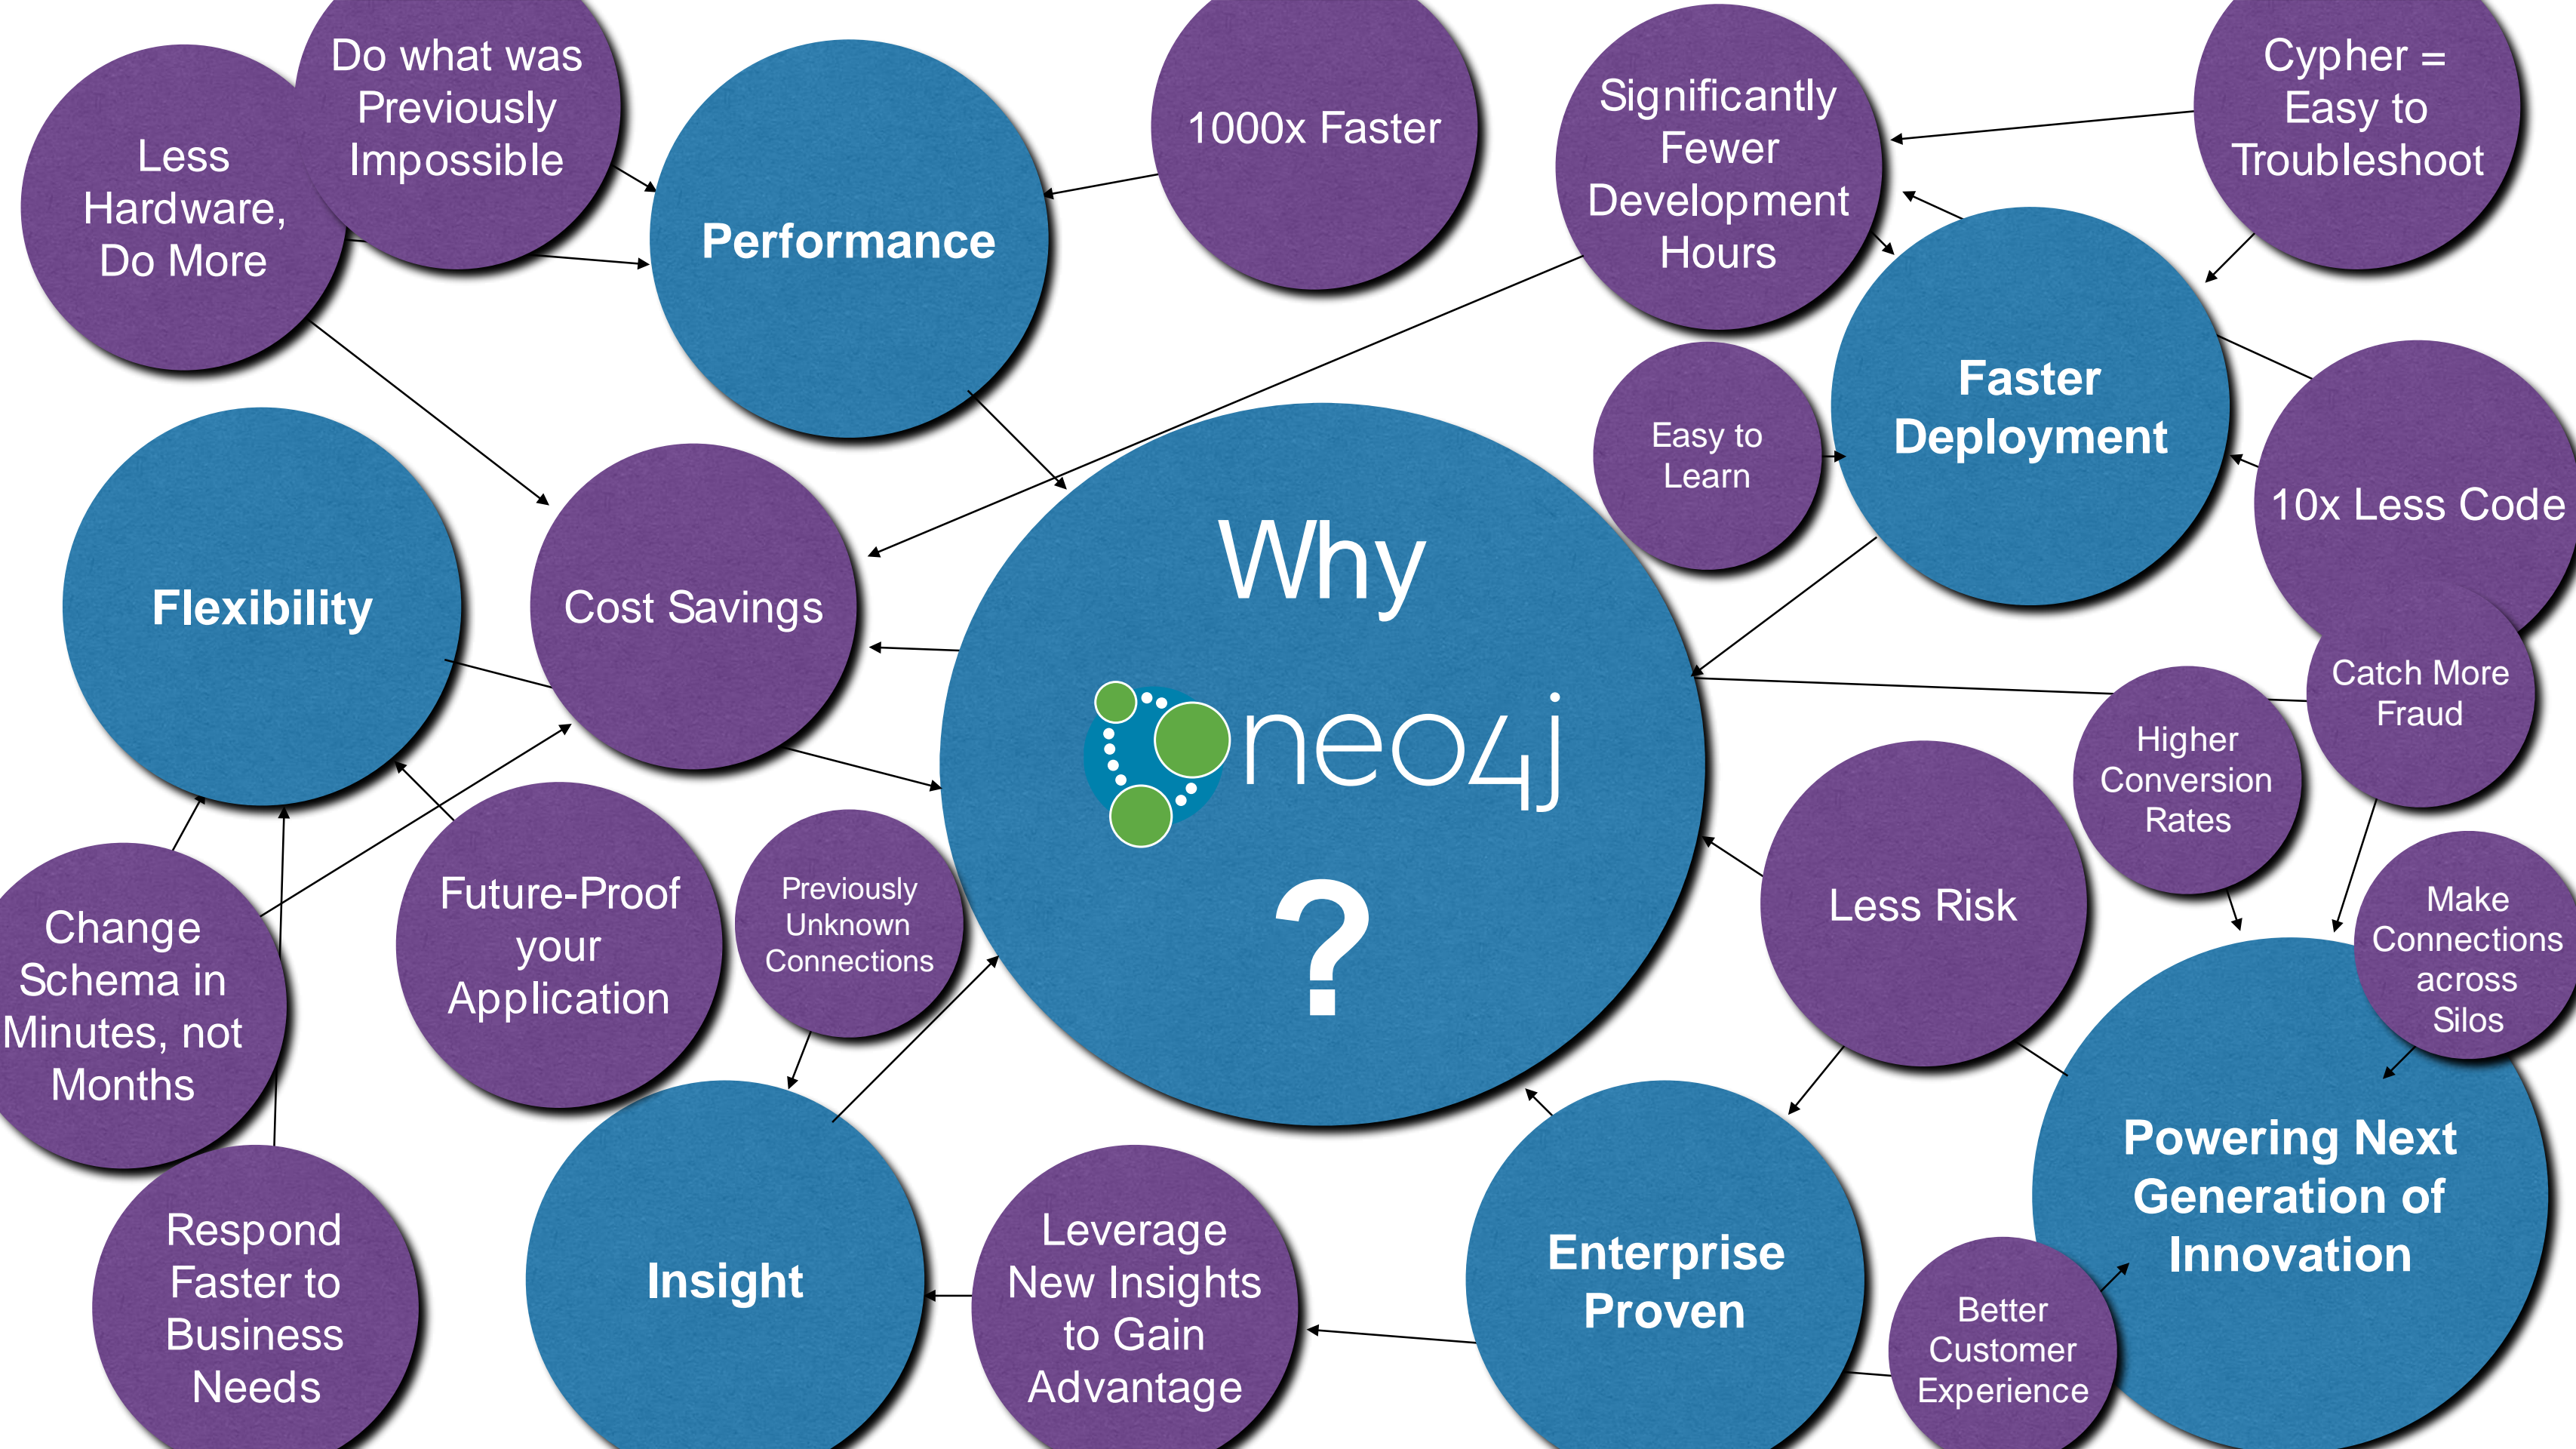 Do what was
Previously
Impossible
Less
Hardware,
Do More
Performance
1000x Faster
Significantly
Fewer
Development
Hours
Cypher =
Easy to
Troubleshoot
Faster
Deployment
Easy to
Learn
10x Less Code
Flexibility
Cost Savings
Why
neo4j
?
Catch More
Fraud
Higher
Conversion
Rates
Less Risk
Make
Connections
across
Silos
Change
Schema in
Minutes, not
Months
Future-Proof
your
Application
Previously
Unknown
Connections
Powering Next
Generation of
Innovation
Respond
Faster to
Business
Needs
Insight
Leverage
New Insights
to Gain
Advantage
Enterprise
Proven
Better
Customer
Experience